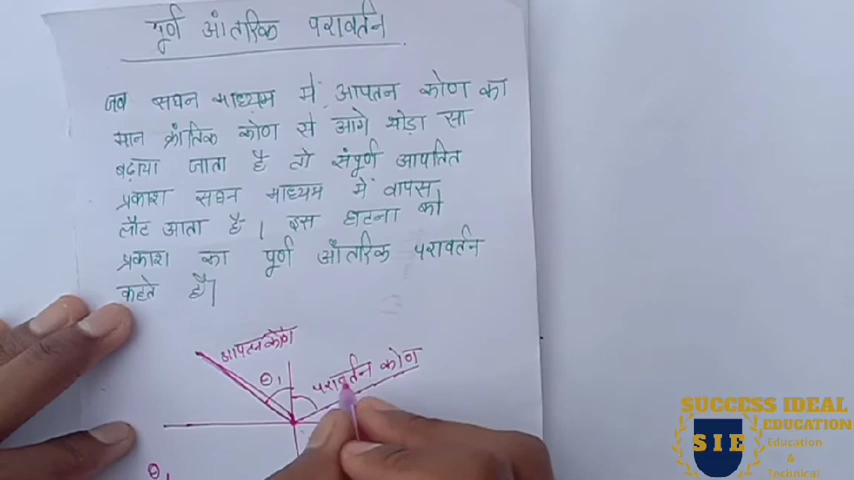 पूर्ण आंतरिक परावर्तन
जब सघन माध्यम में आपतन कोण का
मान क्रांतिक कोण से आगे थोड़ा सा
बढ़ाया जाता है तो संपूर्ण आपतित
प्रकाश सघन माध्यम में वापस
लौट आता है । इस घटना को
प्रकाश का पूर्ण आंतरिक परावर्तन
कहते है।
आपतन कोण
θ₁
परावर्तन कोण
θ₁
SUCCESS IDEAL
EDUCATION
SIE
Education
&
Technical